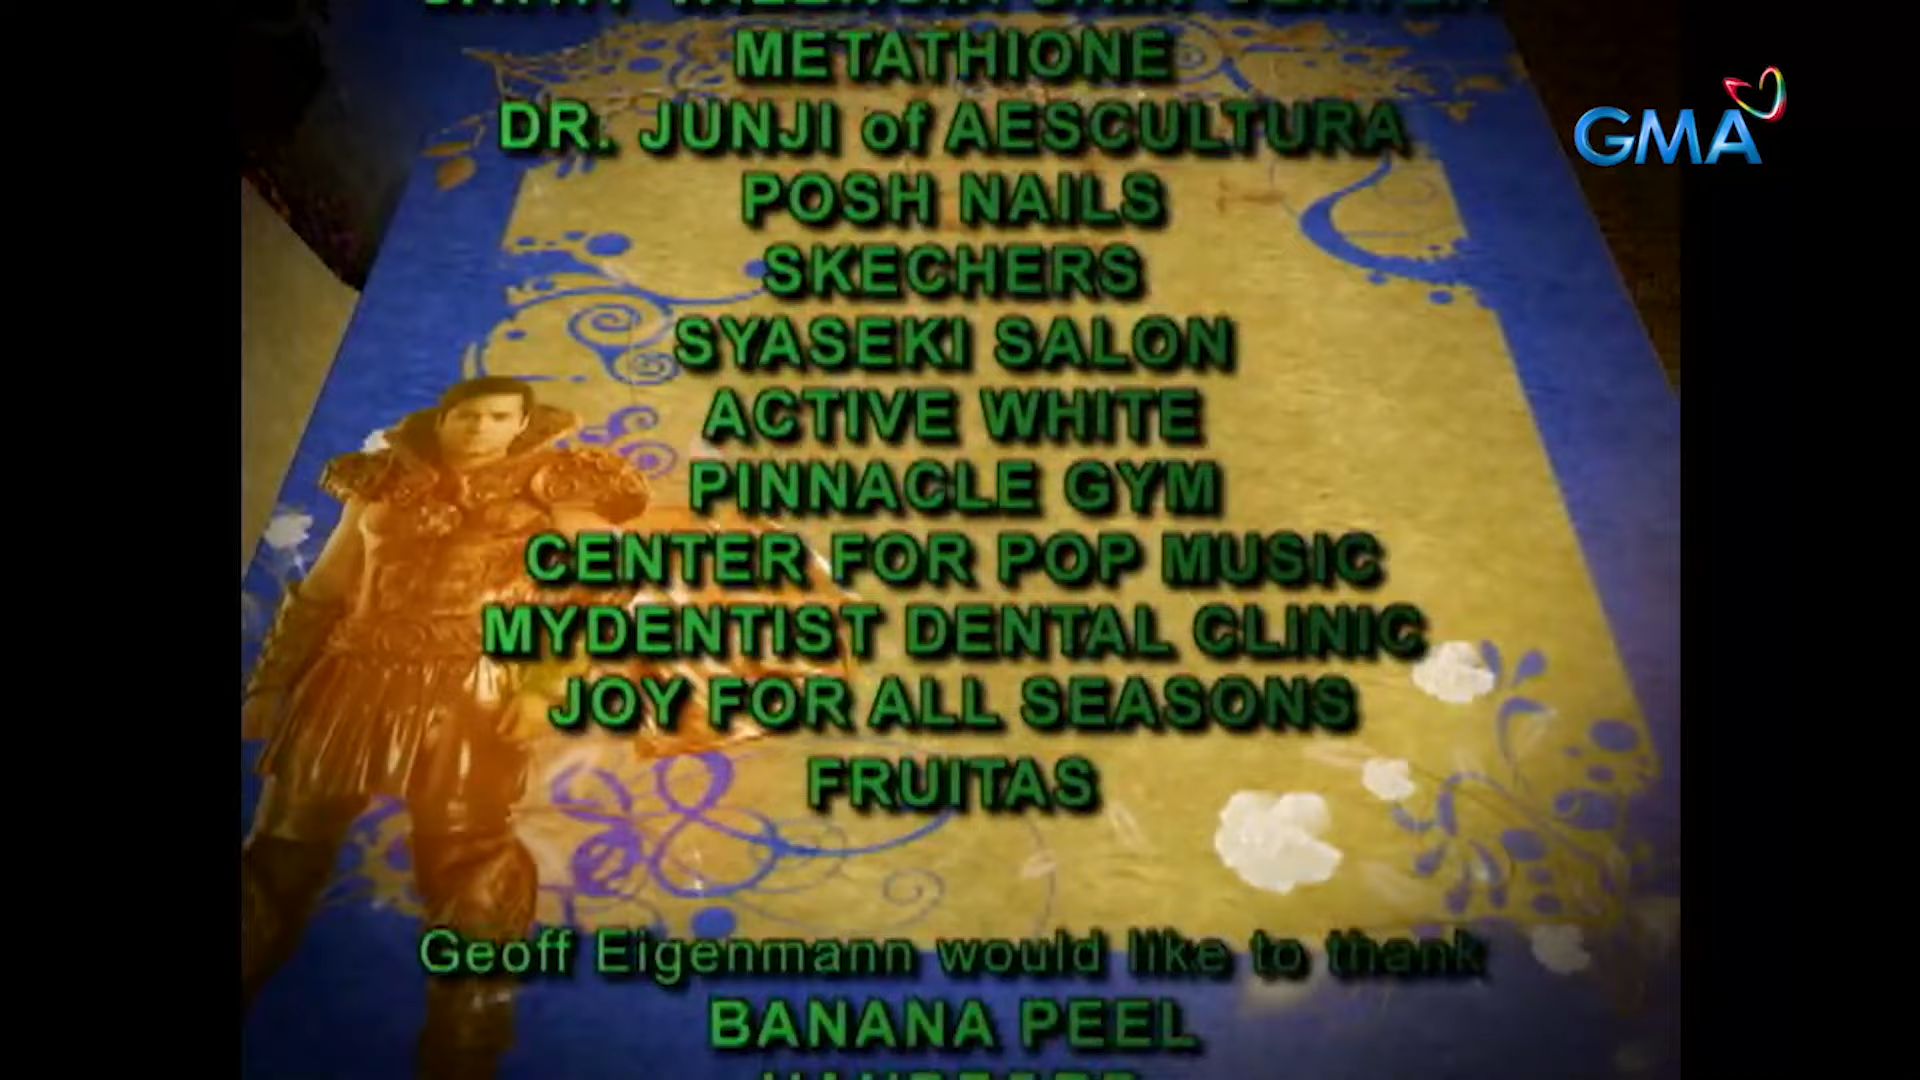 METATHIONE
GMA
DR. JUNJI of AESCULTURA
POSH NAILS
SKECHERS
SYASEKI SALON
ACTIVE WHITE
PINNACLE GYM
CENTER FOR POP MUSIC
MYDENTIST DENTAL CLINIC
JOY FOR ALL SEASONS
FRUITAS
Geoff Eigenmann would like to thank
BANANA PEEL